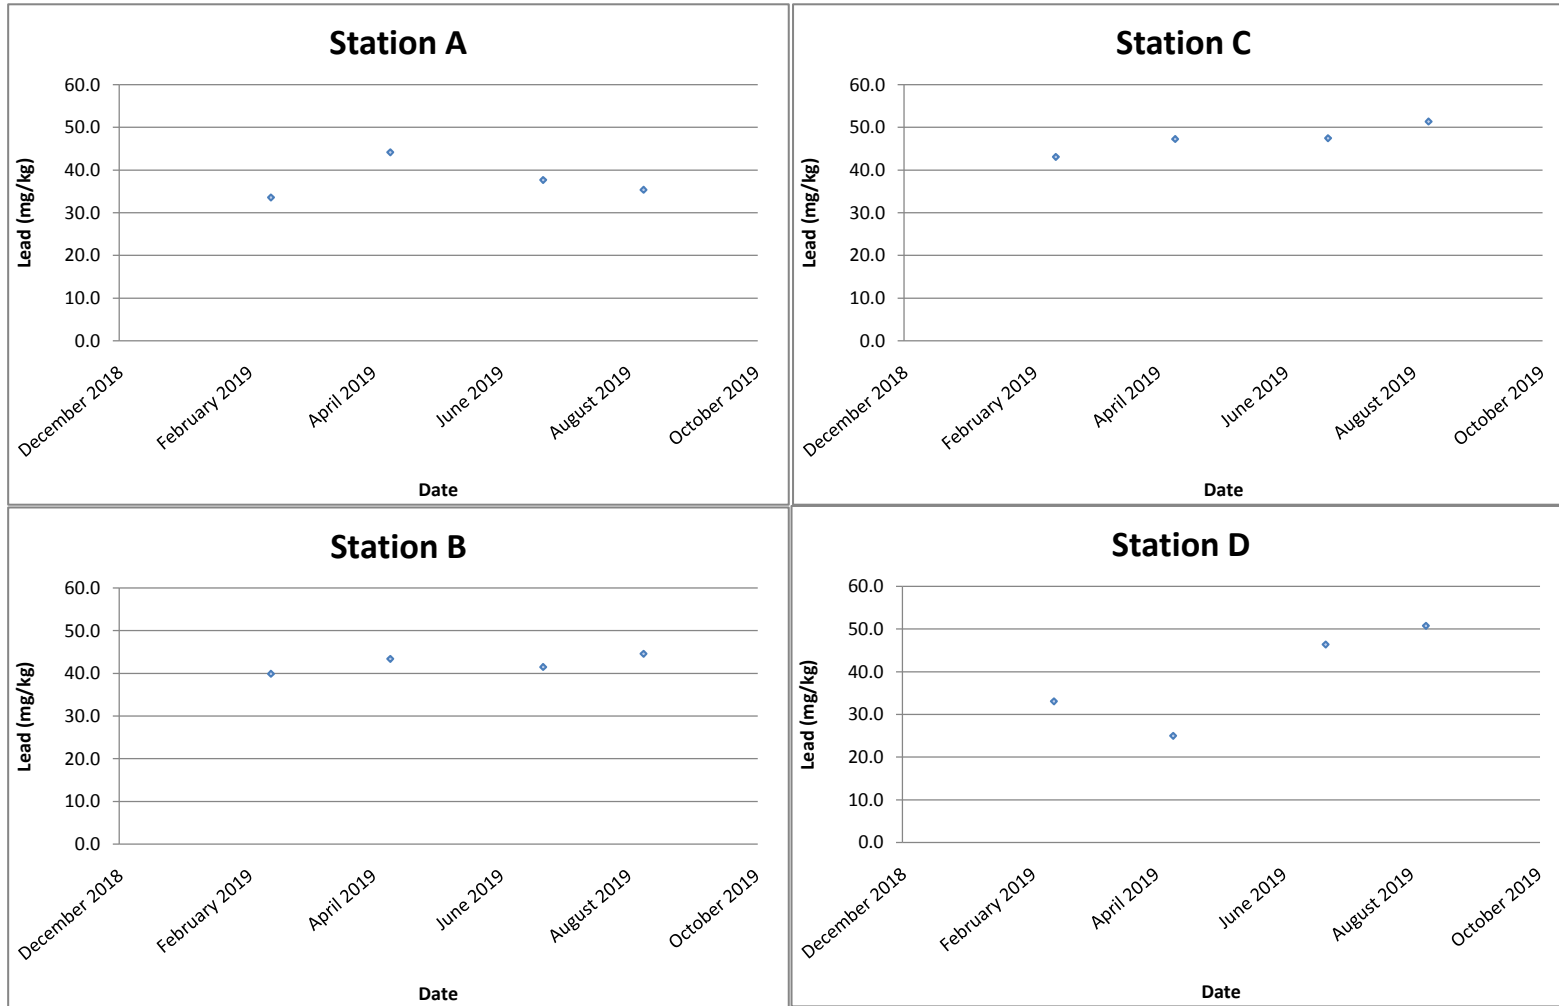 Station A
60.0
50.0
40.0
30.0
20.0
10.0
0.0
Lead (mg/kg)
December 2018
February 2019
April 2019
June 2019
August 2019
October 2019
Date
Station C
60.0
50.0
40.0
30.0
20.0
10.0
0.0
Lead (mg/kg)
December 2018
February 2019
April 2019
June 2019
August 2019
October 2019
Date
Station B
60.0
50.0
40.0
30.0
20.0
10.0
0.0
Lead (mg/kg)
December 2018
February 2019
April 2019
June 2019
August 2019
October 2019
Date
Station D
60.0
50.0
40.0
30.0
20.0
10.0
0.0
Lead (mg/kg)
December 2018
February 2019
April 2019
June 2019
August 2019
October 2019
Date